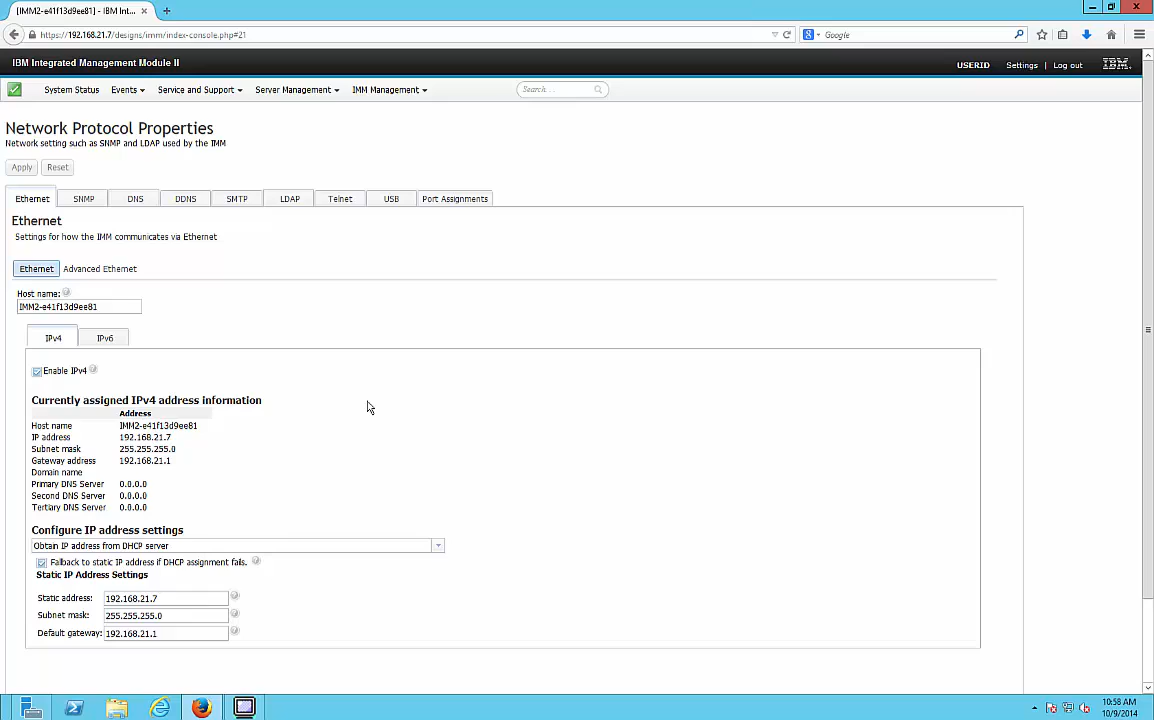 [IMM2-e41f13d9ee81] - IBM Int... × +
https://192.168.21.7/designs/imm/index-console.php#21
Google
IBM Integrated Management Module II
USERID Settings | Log out IBM.
System Status Events Service and Support Server Management IMM Management Search...
Network Protocol Properties
Network setting such as SNMP and LDAP used by the IMM
Apply Reset
Ethernet SNMP DNS DDNS SMTP LDAP Telnet USB Port Assignments
Ethernet
Settings for how the IMM communicates via Ethernet
Ethernet Advanced Ethernet
Host name:
IMM2-e41f13d9ee81
IPv4 IPv6
Enable IPv4
Currently assigned IPv4 address information
Address
Host name IMM2-e41f13d9ee81
IP address 192.168.21.7
Subnet mask 255.255.255.0
Gateway address 192.168.21.1
Domain name
Primary DNS Server 0.0.0.0
Second DNS Server 0.0.0.0
Tertiary DNS Server 0.0.0.0
Configure IP address settings
Obtain IP address from DHCP server
Fallback to static IP address if DHCP assignment fails.
Static IP Address Settings
Static address: 192.168.21.7
Subnet mask: 255.255.255.0
Default gateway: 192.168.21.1
10:58 AM
10/9/2014